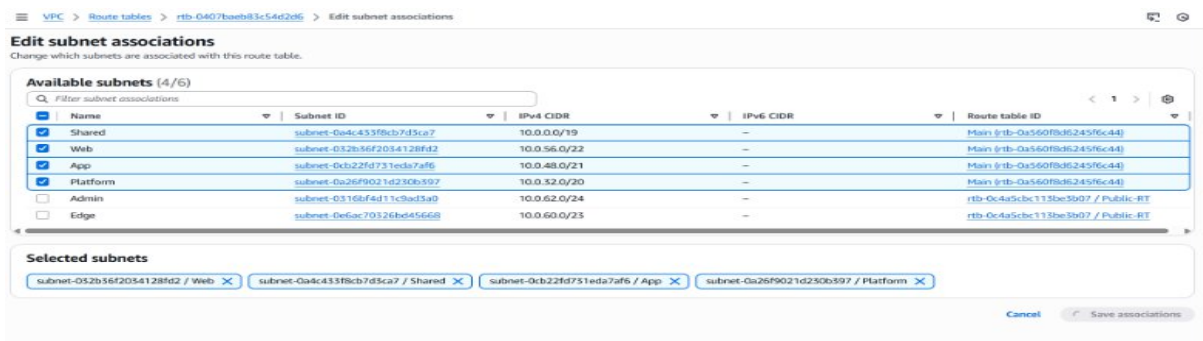 VPC > Route tables > rtb-0407baeb83c54d2d6 > Edit subnet associations
Edit subnet associations
Change which subnets are associated with this route table.
Available subnets (4/6)
Filter subnet associations
< 1 >
Name Subnet ID IPv4 CIDR IPv6 CIDR Route table ID
Shared subnet-0a4c433f8cb7d3ca7 10.0.0.0/19 – Main (rtb-0a560f8d6245f6c44)
Web subnet-032b36f2034128fd2 10.0.56.0/22 – Main (rtb-0a560f8d6245f6c44)
App subnet-0cb22fd731eda7af6 10.0.48.0/21 – Main (rtb-0a560f8d6245f6c44)
Platform subnet-0a26f9021d230b397 10.0.32.0/20 – Main (rtb-0a560f8d6245f6c44)
Admin subnet-0316bf4d11c9ad3a0 10.0.62.0/24 – rtb-0c4a5cbc113be3b07 / Public-RT
Edge subnet-0e6ac70326bd45668 10.0.60.0/23 – rtb-0c4a5cbc113be3b07 / Public-RT
Selected subnets
subnet-032b36f2034128fd2 / Web subnet-0a4c433f8cb7d3ca7 / Shared subnet-0cb22fd731eda7af6 / App subnet-0a26f9021d230b397 / Platform
Cancel Save associations